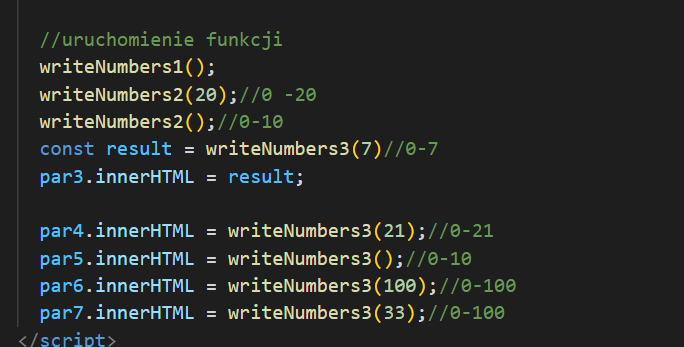 //uruchomienie funkcji
writeNumbers1();
writeNumbers2(20);//0 -20
writeNumbers2();//0-10
const result = writeNumbers3(7)//0-7
par3.innerHTML = result;
par4.innerHTML = writeNumbers3(21);//0-21
par5.innerHTML = writeNumbers3();//0-10
par6.innerHTML = writeNumbers3(100);//0-100
par7.innerHTML = writeNumbers3(33);//0-100
</script>